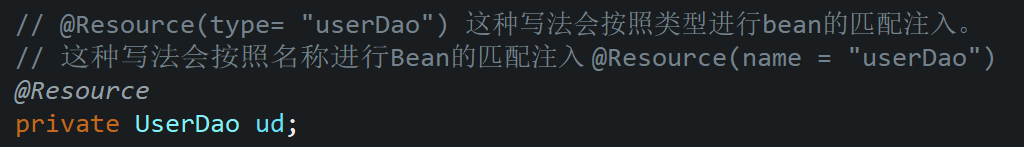 // @Resource(type= "userDao") 这种写法会按照类型进行bean的匹配注入。
// 这种写法会按照名称进行Bean的匹配注入 @Resource(name = "userDao")
@Resource
private UserDao ud;